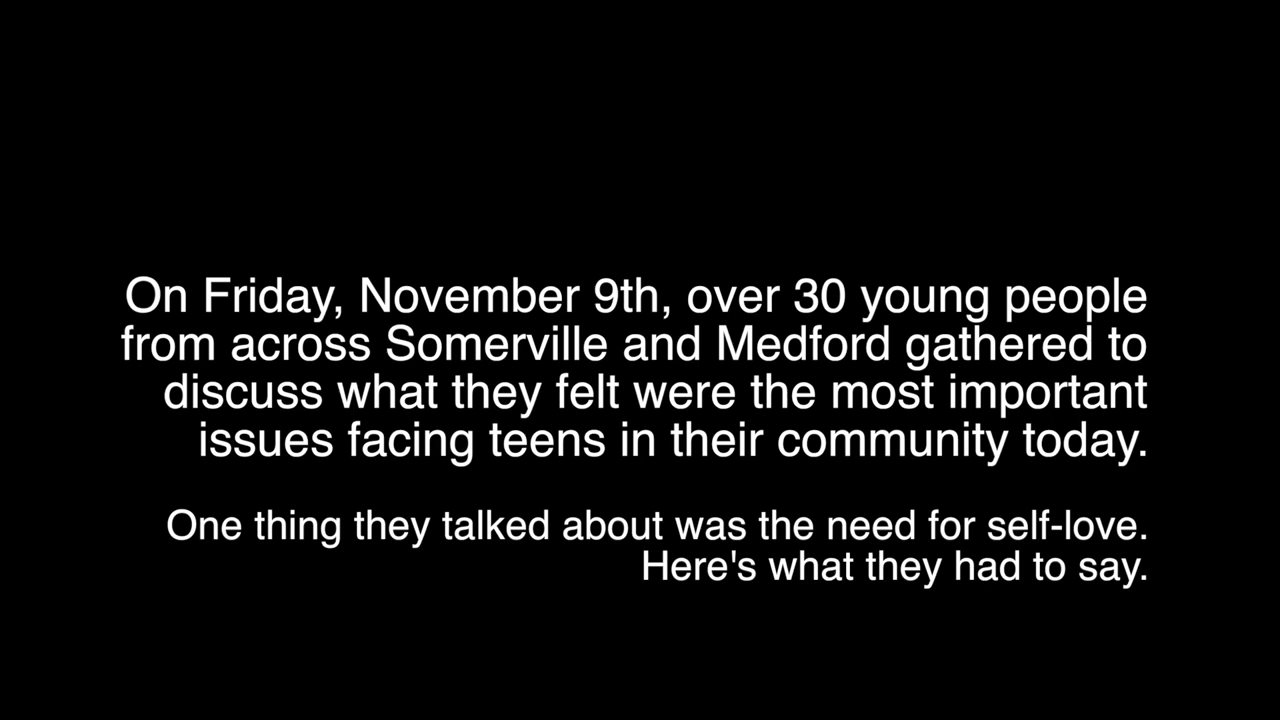 On Friday, November 9th, over 30 young people
from across Somerville and Medford gathered to
discuss what they felt were the most important
issues facing teens in their community today.
One thing they talked about was the need for self-love.
Here's what they had to say.